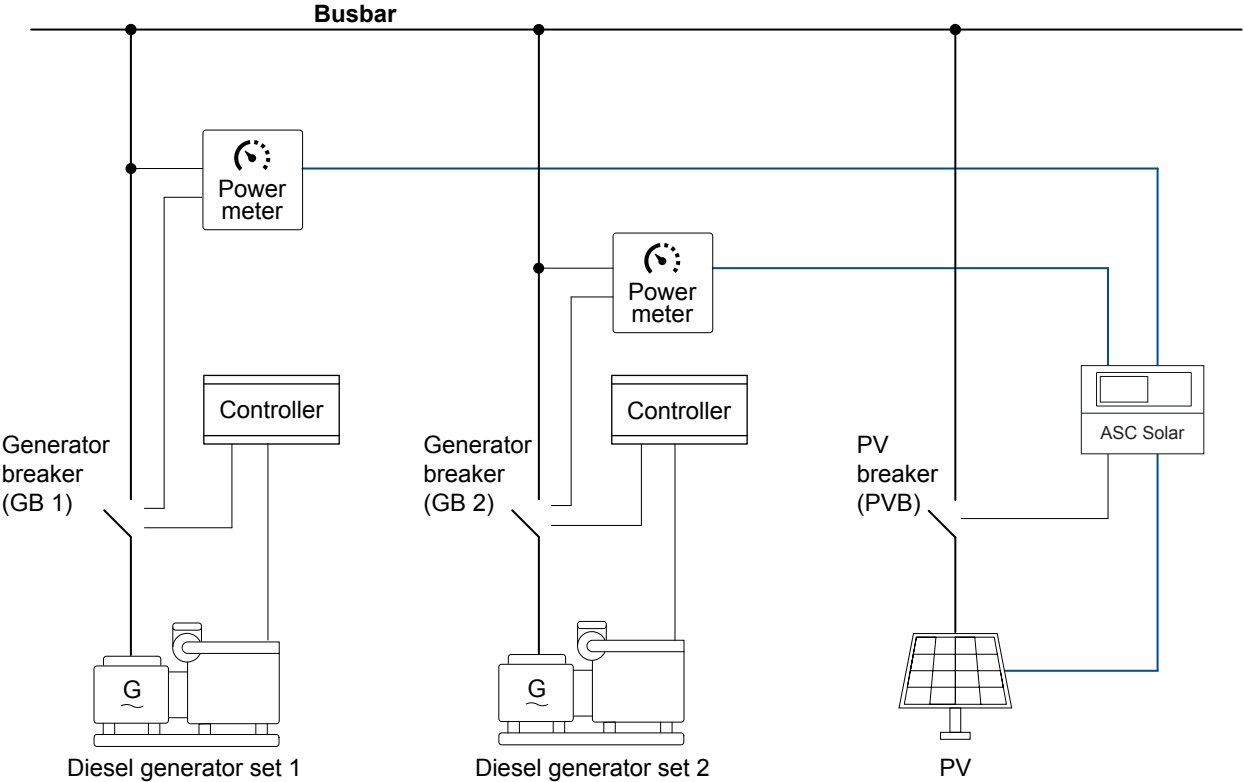 Busbar
Power
meter
Power
meter
Controller
Controller
ASC Solar
Generator
breaker
(GB 1)
Generator
breaker
(GB 2)
PV
breaker
(PVB)
G
G
Diesel generator set 1
Diesel generator set 2
PV